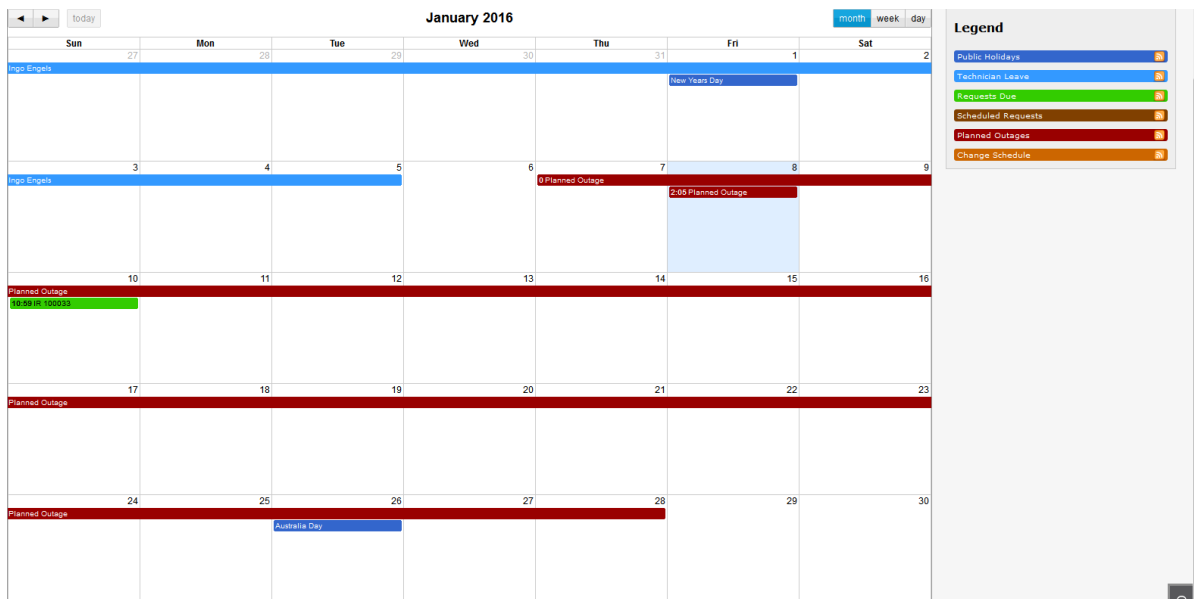 ◄ ► today January 2016 month week day
Sun Mon Tue Wed Thu Fri Sat
27 28 29 30 31 1 2
Ingo Engels
New Years Day
3 4 5 6 7 8 9
Ingo Engels 0 Planned Outage
2:05 Planned Outage
10 11 12 13 14 15 16
Planned Outage
10:59 IR 100033
17 18 19 20 21 22 23
Planned Outage
24 25 26 27 28 29 30
Planned Outage
Australia Day
Legend
Public Holidays
Technician Leave
Requests Due
Scheduled Requests
Planned Outages
Change Schedule